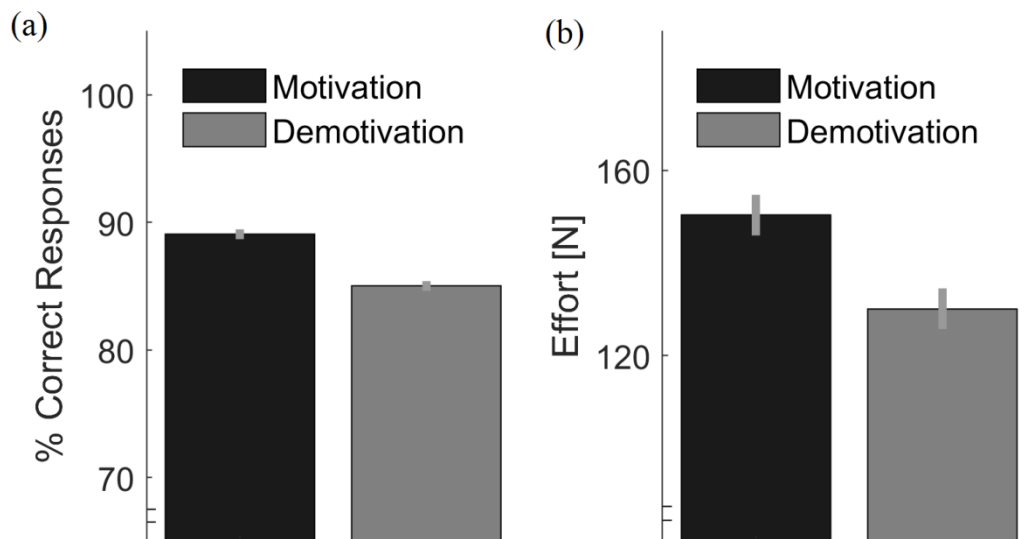 (a)
% Correct Responses
100
90
80
70
Motivation
Demotivation
(b)
Effort [N]
160
120
Motivation
Demotivation